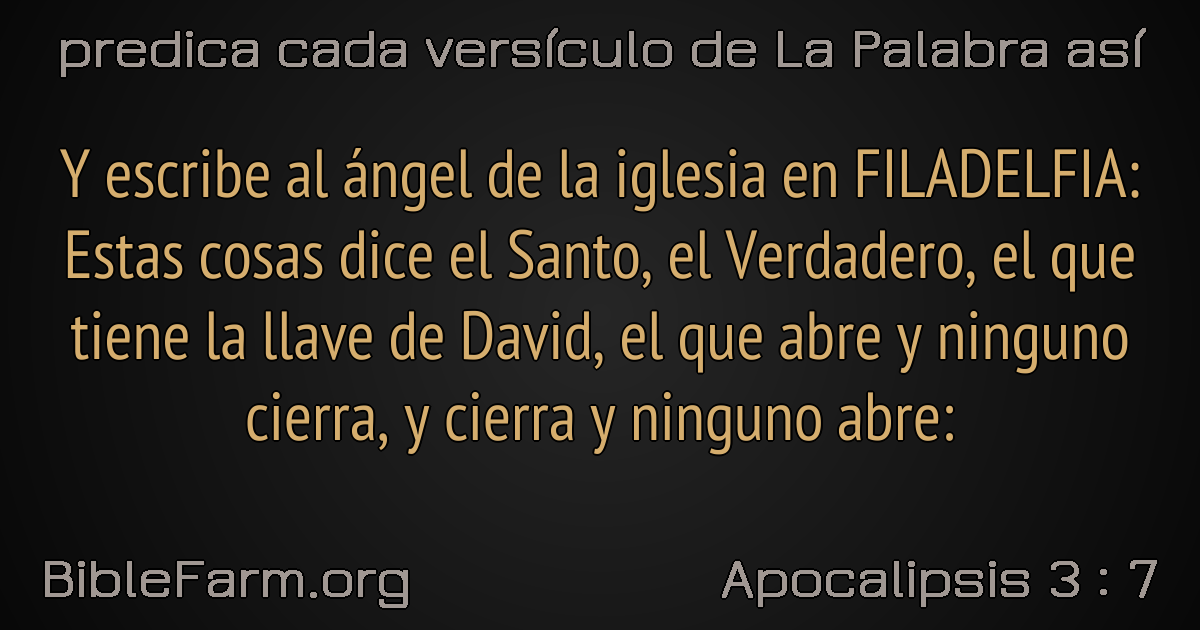 predica cada versículo de La Palabra así
Y escribe al ángel de la iglesia en FILADELFIA:
Estas cosas dice el Santo, el Verdadero, el que
tiene la llave de David, el que abre y ninguno
cierra, y cierra y ninguno abre:
BibleFarm.org
Apocalipsis 3 : 7